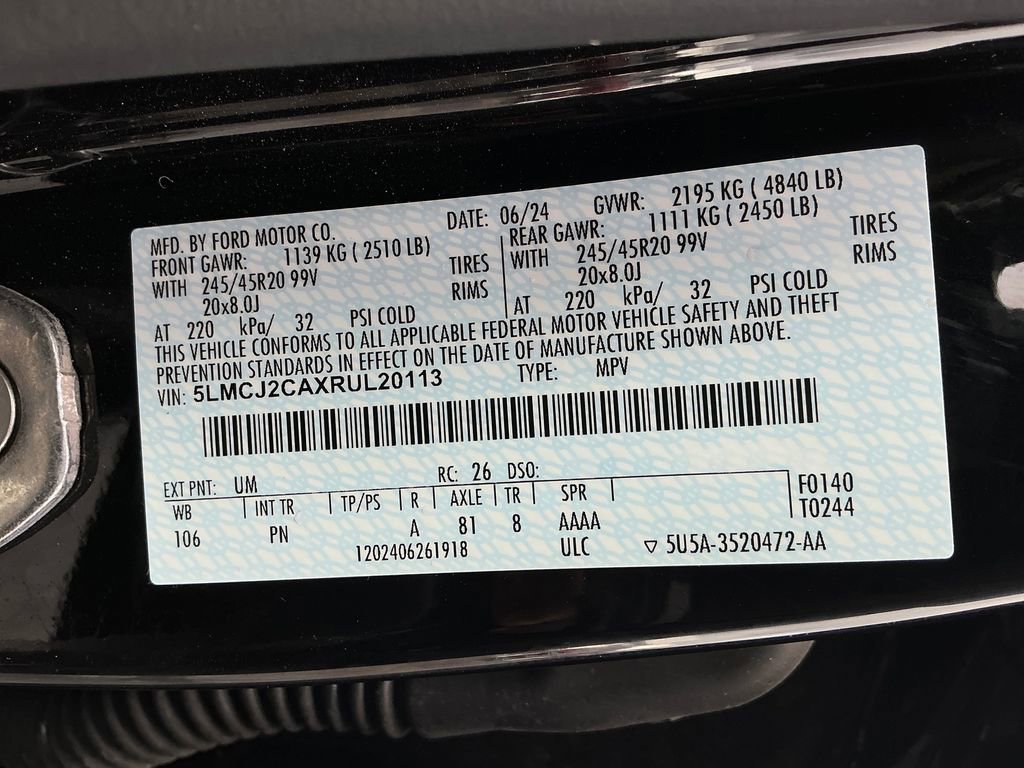 MFD. BY FORD MOTOR CO. DATE: 06/24 GVWR: 2195 KG ( 4840 LB)
FRONT GAWR: 1139 KG ( 2510 LB) REAR GAWR: 1111 KG ( 2450 LB)
WITH 245/45R20 99V TIRES WITH 245/45R20 99V TIRES
20x8.0J RIMS 20x8.0J RIMS
AT 220 kPa/ 32 PSI COLD AT 220 kPa/ 32 PSI COLD
THIS VEHICLE CONFORMS TO ALL APPLICABLE FEDERAL MOTOR VEHICLE SAFETY AND THEFT
PREVENTION STANDARDS IN EFFECT ON THE DATE OF MANUFACTURE SHOWN ABOVE.
VIN: 5LMCJ2CAXRUL20113 TYPE: MPV
EXT PNT: UM RC: 26 DSO: F0140
WB INT TR TP/PS R AXLE TR SPR T0244
106 PN A 81 8 AAAA
1202406261918 ULC ▽ 5U5A-3520472-AA